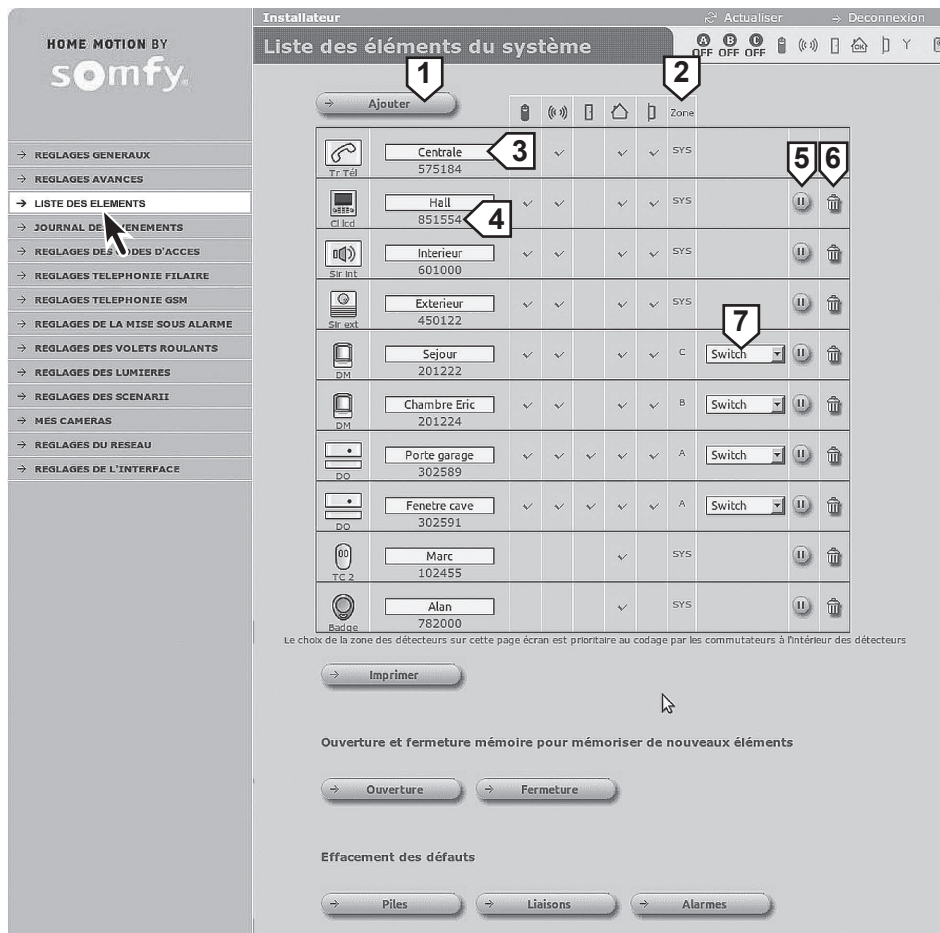 Installateur
Actualiser
Deconnexion
HOME MOTION BY
somfy.
Liste des éléments du système
A B C
OFF OFF OFF
OK
1
2
Ajouter
Zone
REGLAGES GENERAUX
REGLAGES AVANCES
LISTE DES ELEMENTS
REGLAGES TELEPHONIE FILAIRE
REGLAGES TELEPHONIE GSM
REGLAGES DE LA MISE SOUS ALARME
REGLAGES DES VOLETS ROULANTS
REGLAGES DES LUMIERES
REGLAGES DES SCENARII
MES CAMERAS
REGLAGES DU RESEAU
REGLAGES DE L'INTERFACE
Tr Tél Centrale 3 SYS 5 6
575184
Cl lcd Hall SYS
851554 4
Sir int Interieur SYS
601000
Sir ext Exterieur SYS
450122
7
DM Sejour C Switch
201222
DM Chambre Eric B Switch
201224
DO Porte garage A Switch
302589
DO Fenetre cave A Switch
302591
TC 2 Marc SYS
102455
Badge Alan SYS
782000
Le choix de la zone des détecteurs sur cette page écran est prioritaire au codage par les commutateurs à l'intérieur des détecteurs
Imprimer
Ouverture et fermeture mémoire pour mémoriser de nouveaux éléments
Ouverture Fermeture
Effacement des défauts
Piles Liaisons Alarmes